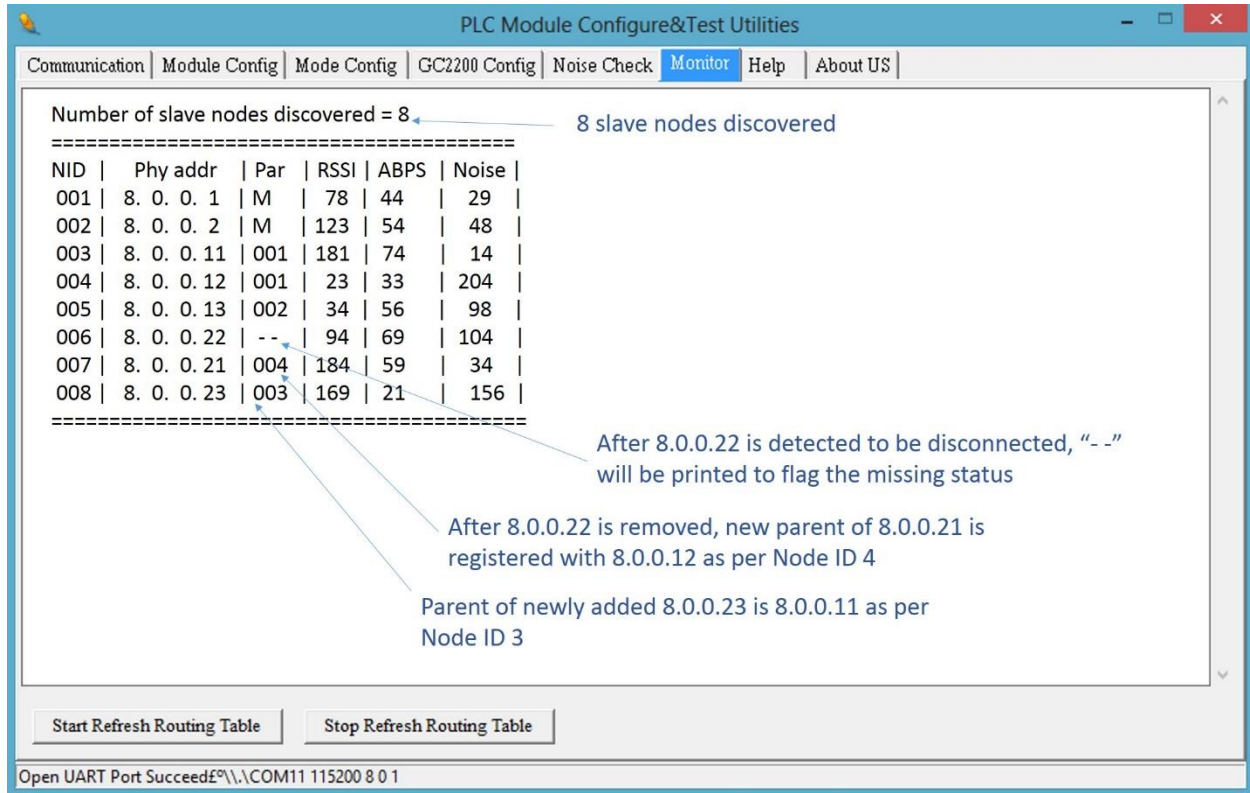 PLC Module Configure&Test Utilities
Communication Module Config Mode Config GC2200 Config Noise Check Monitor Help About US
Number of slave nodes discovered = 8
8 slave nodes discovered
========================================
NID | Phy addr | Par | RSSI | ABPS | Noise |
001 | 8. 0. 0. 1 | M | 78 | 44 | 29 |
002 | 8. 0. 0. 2 | M | 123 | 54 | 48 |
003 | 8. 0. 0. 11 | 001 | 181 | 74 | 14 |
004 | 8. 0. 0. 12 | 001 | 23 | 33 | 204 |
005 | 8. 0. 0. 13 | 002 | 34 | 56 | 98 |
006 | 8. 0. 0. 22 | - - | 94 | 69 | 104 |
007 | 8. 0. 0. 21 | 004 | 184 | 59 | 34 |
008 | 8. 0. 0. 23 | 003 | 169 | 21 | 156 |
=========================================
After 8.0.0.22 is detected to be disconnected, “- -”
will be printed to flag the missing status
After 8.0.0.22 is removed, new parent of 8.0.0.21 is
registered with 8.0.0.12 as per Node ID 4
Parent of newly added 8.0.0.23 is 8.0.0.11 as per
Node ID 3
Start Refresh Routing Table Stop Refresh Routing Table
Open UART Port Succeed£º\\.\COM11 115200 8 0 1